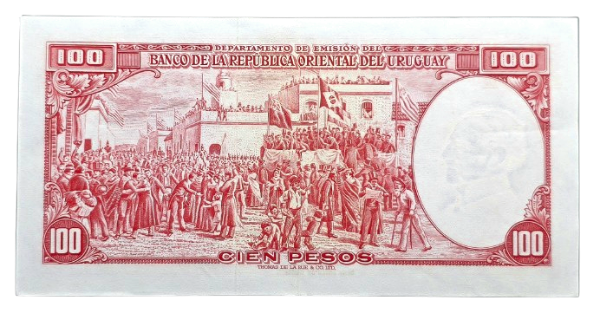 100
DEPARTAMENTO DE EMISIÓN DEL
100
BANCO DE LA REPÚBLICA ORIENTAL DEL URUGUAY
100
CIEN PESOS
100
THOMAS DE LA RUE & CO. LTD.